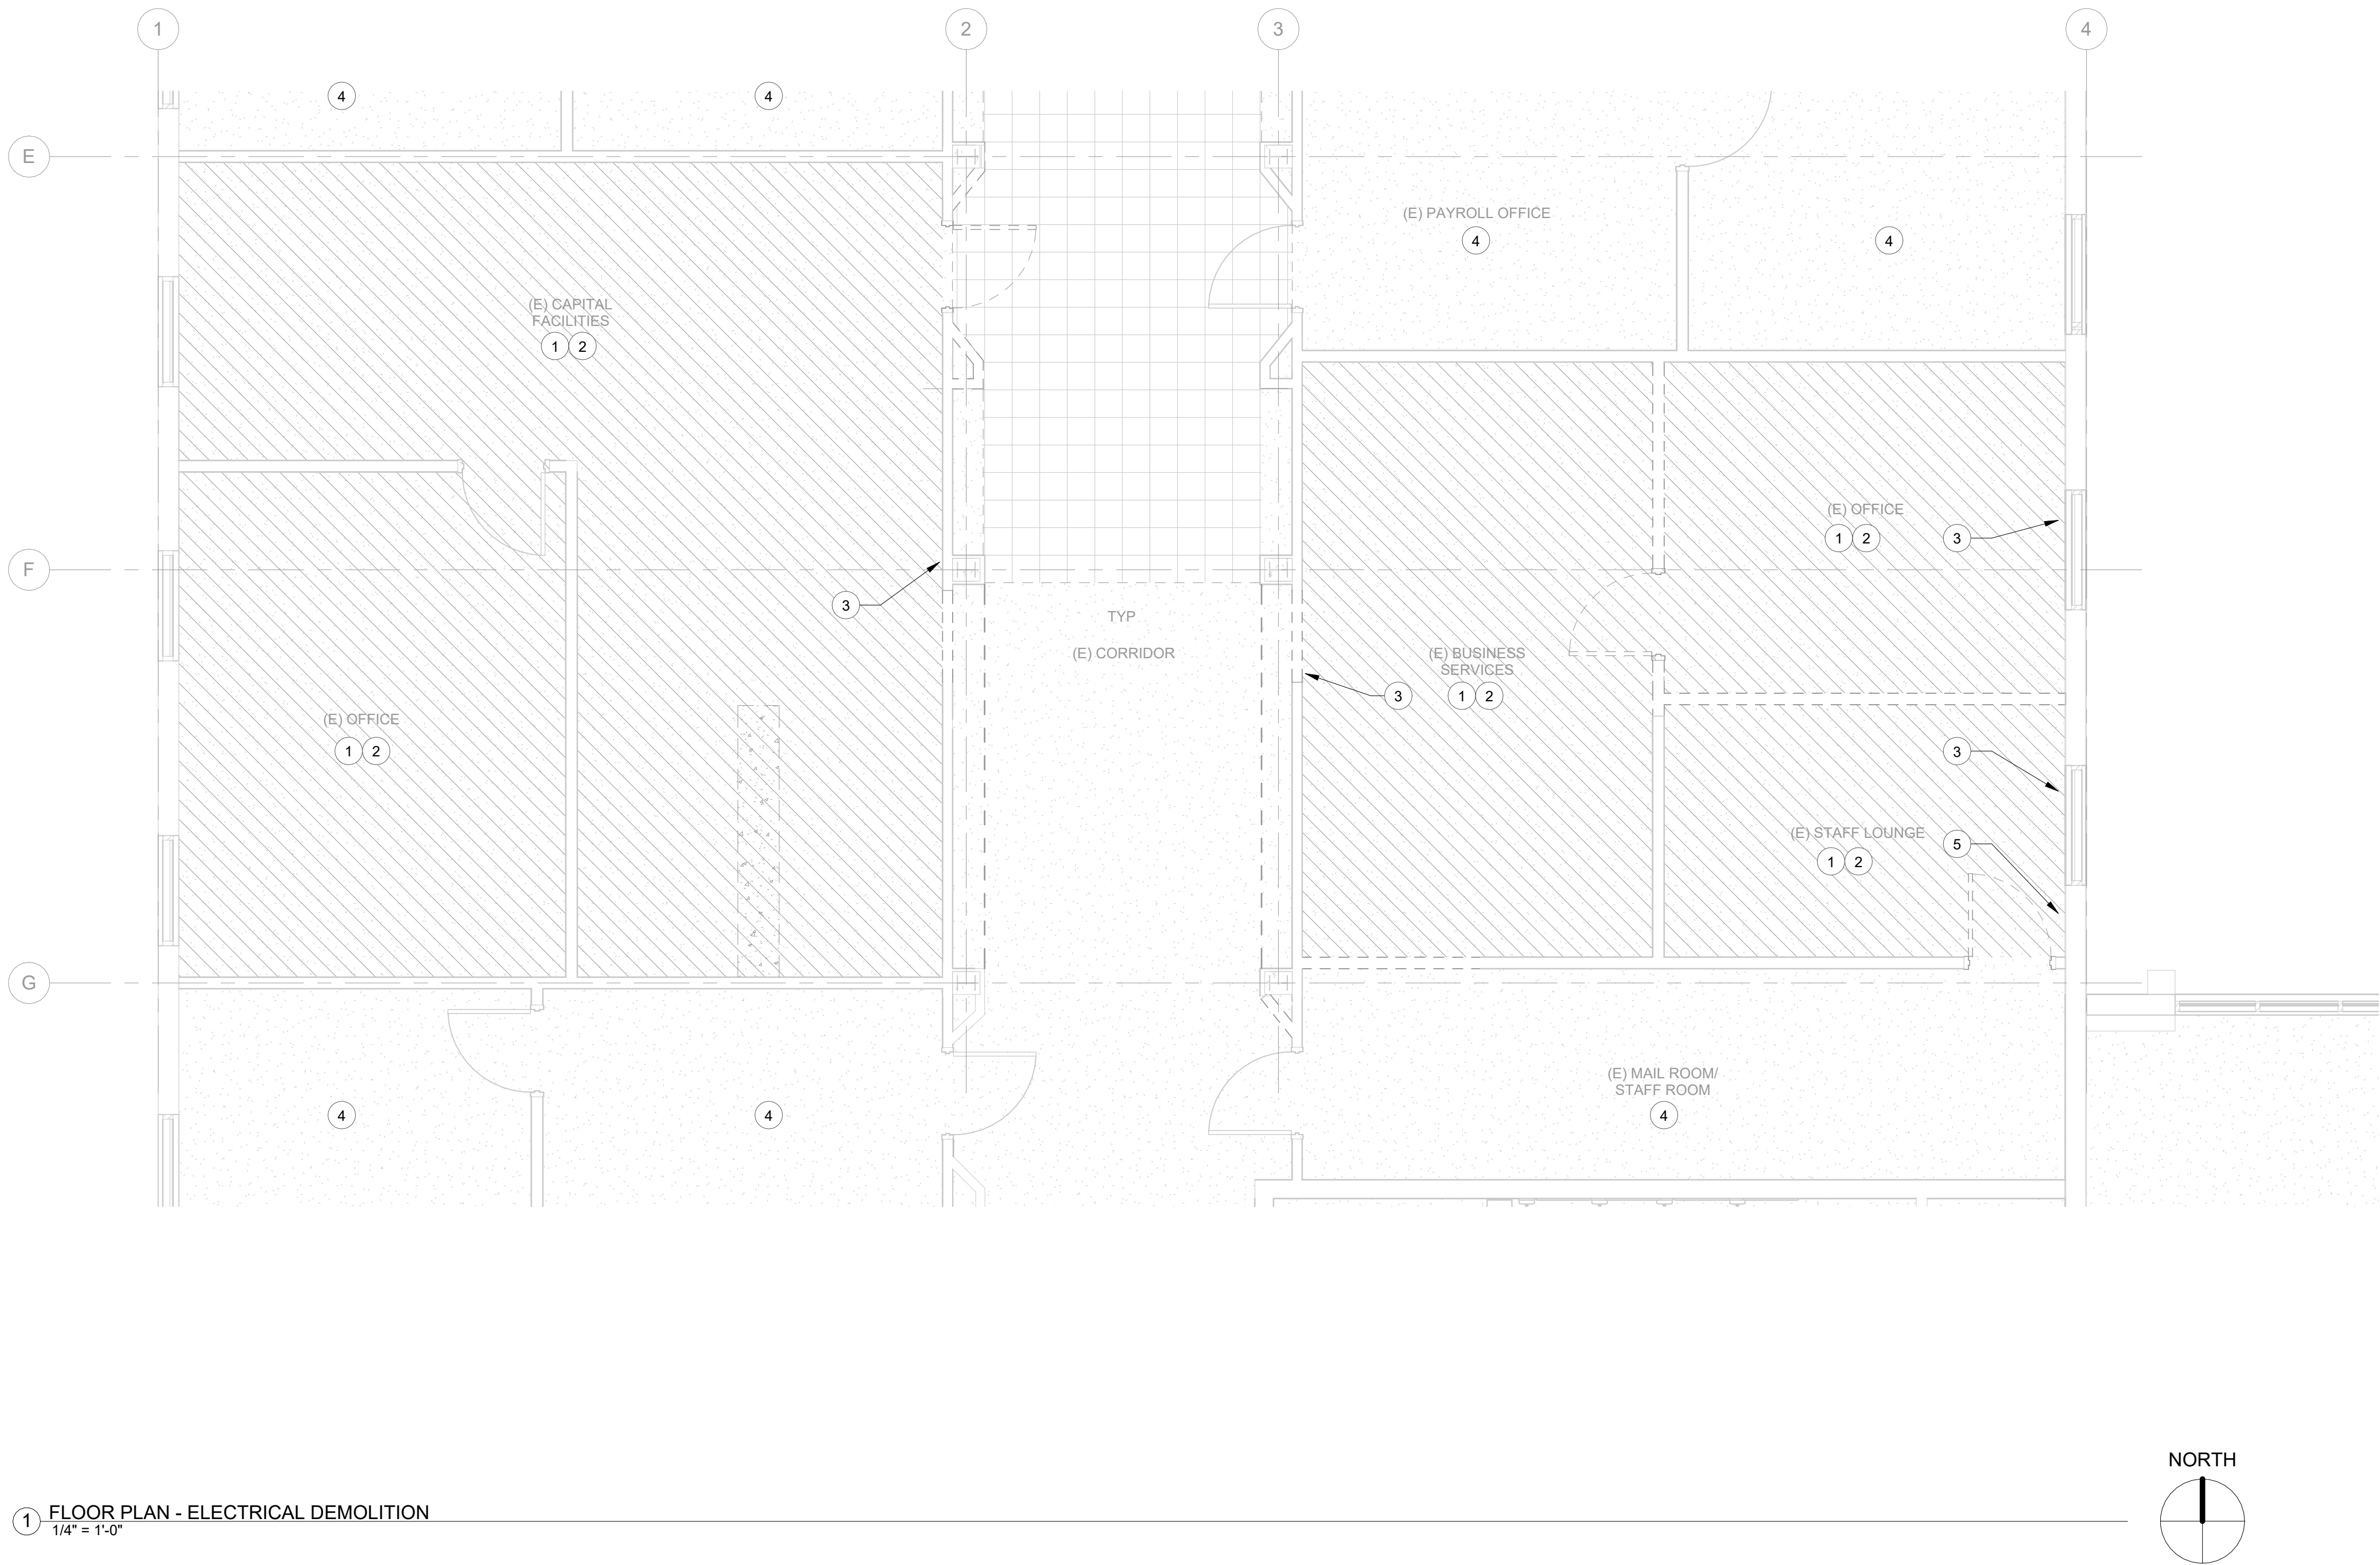 1 2 3 4
4 4
E
(E) PAYROLL OFFICE
4 4
(E) CAPITAL
FACILITIES
1 2
(E) OFFICE
1 2 3
F
3
TYP
(E) CORRIDOR
(E) BUSINESS
SERVICES
3 1 2
(E) OFFICE
1 2
3
(E) STAFF LOUNGE
5
1 2
G
(E) MAIL ROOM/
STAFF ROOM
4 4 4
NORTH
1 FLOOR PLAN - ELECTRICAL DEMOLITION
1/4" = 1'-0"